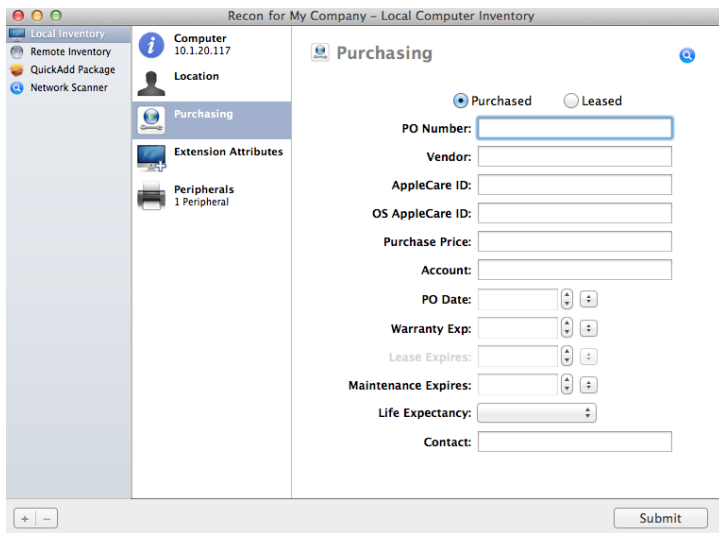 Recon for My Company – Local Computer Inventory
Local Inventory
Remote Inventory
QuickAdd Package
Network Scanner
Computer
10.1.20.117
Location
Purchasing
Extension Attributes
Peripherals
1 Peripheral
Purchasing
Purchased Leased
PO Number:
Vendor:
AppleCare ID:
OS AppleCare ID:
Purchase Price:
Account:
PO Date:
Warranty Exp:
Lease Expires:
Maintenance Expires:
Life Expectancy:
Contact:
+ −
Submit